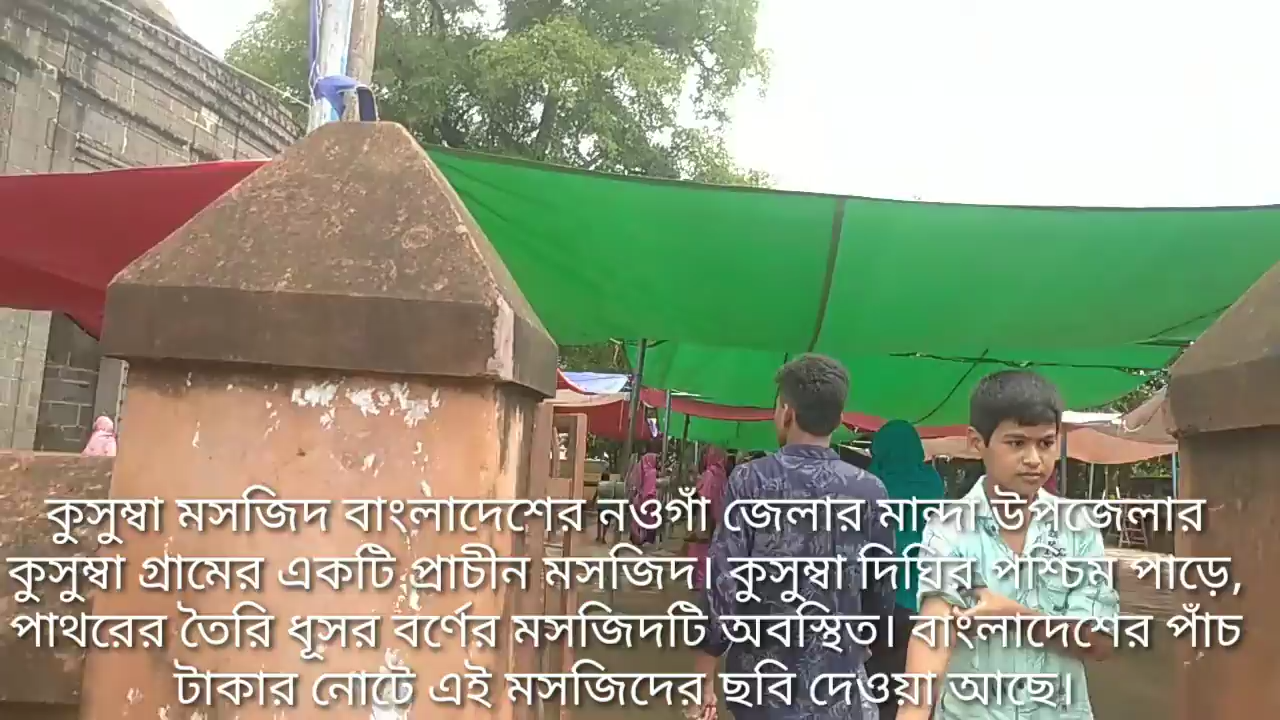 কুসুম্বা মসজিদ বাংলাদেশের নওগাঁ জেলার মান্দা উপজেলার
কুসুম্বা গ্রামের একটি প্রাচীন মসজিদ কুসুম্বা দিঘির পশ্চিম পাড়ে,
পাথরের তৈরি ধূসর বর্ণের মসজিদটি অবস্থিত। বাংলাদেশের পাঁচ
টাকার নোটে এই মসজিদের ছবি দেওয়া আছে।